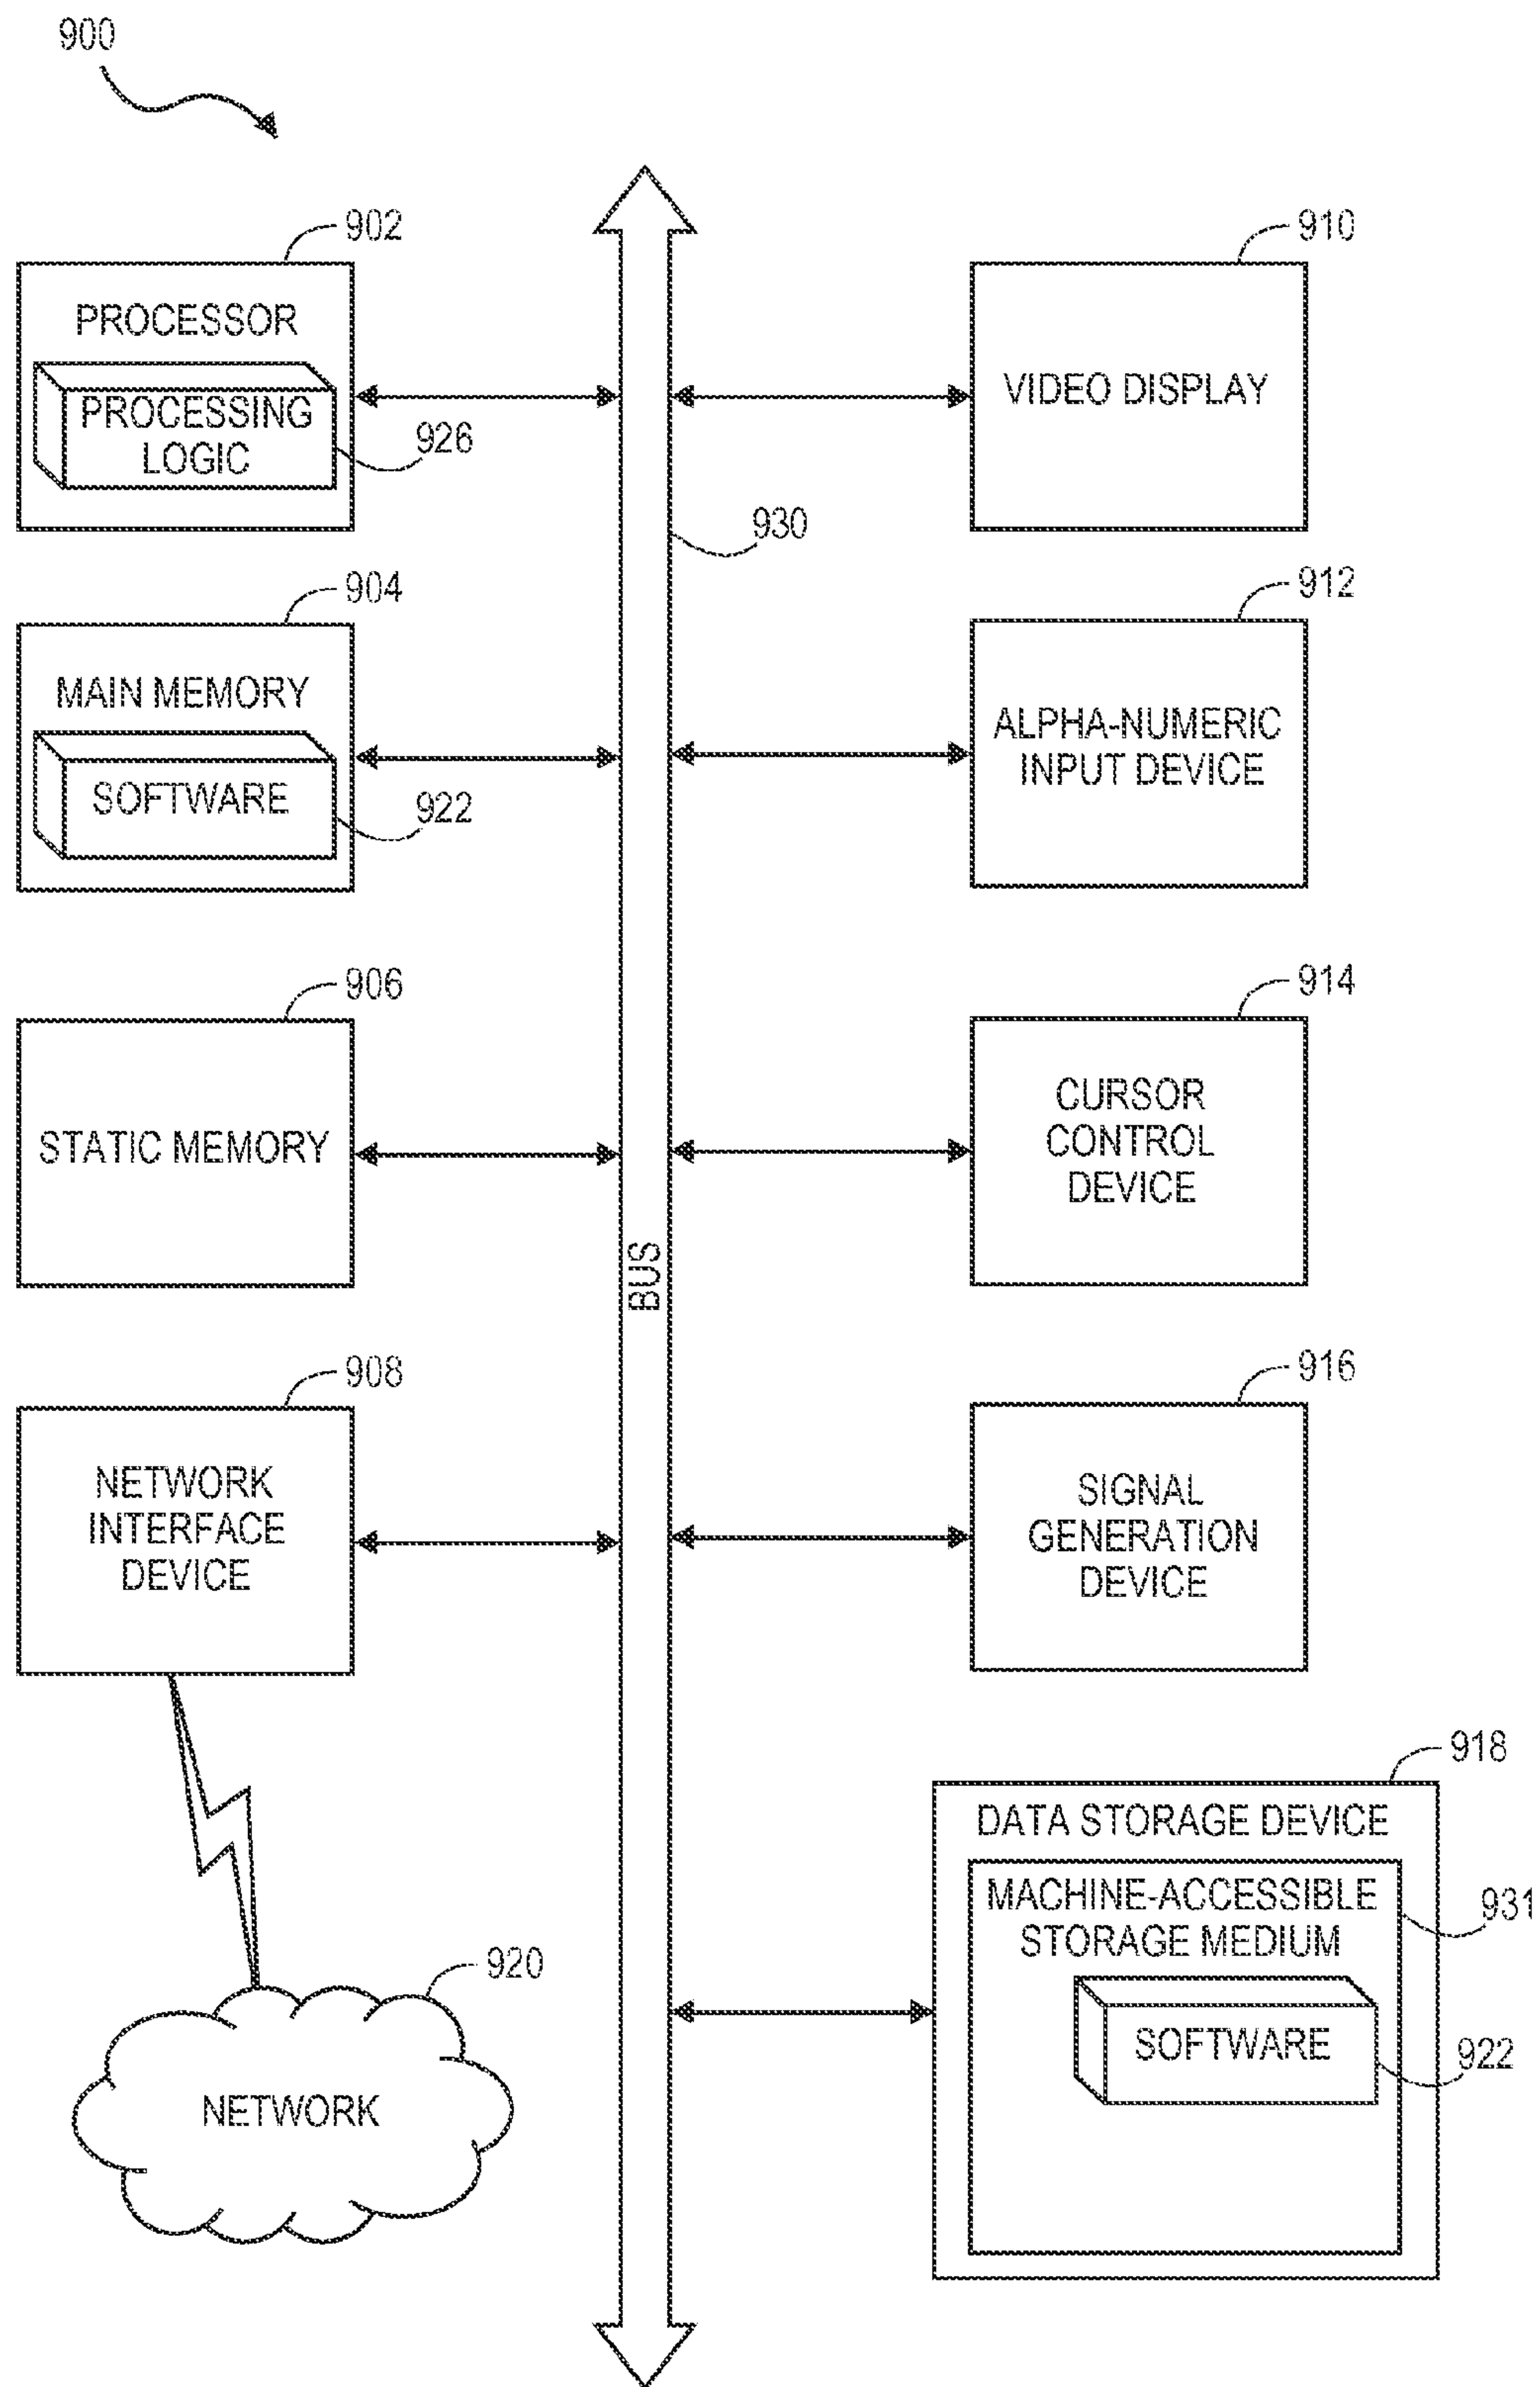 900
902
PROCESSOR
PROCESSING
LOGIC
926
904
MAIN MEMORY
SOFTWARE
922
906
STATIC MEMORY
908
NETWORK
INTERFACE
DEVICE
920
NETWORK
930
BUS
910
VIDEO DISPLAY
912
ALPHA-NUMERIC
INPUT DEVICE
914
CURSOR
CONTROL
DEVICE
916
SIGNAL
GENERATION
DEVICE
918
DATA STORAGE DEVICE
MACHINE-ACCESSIBLE
STORAGE MEDIUM
931
SOFTWARE
922